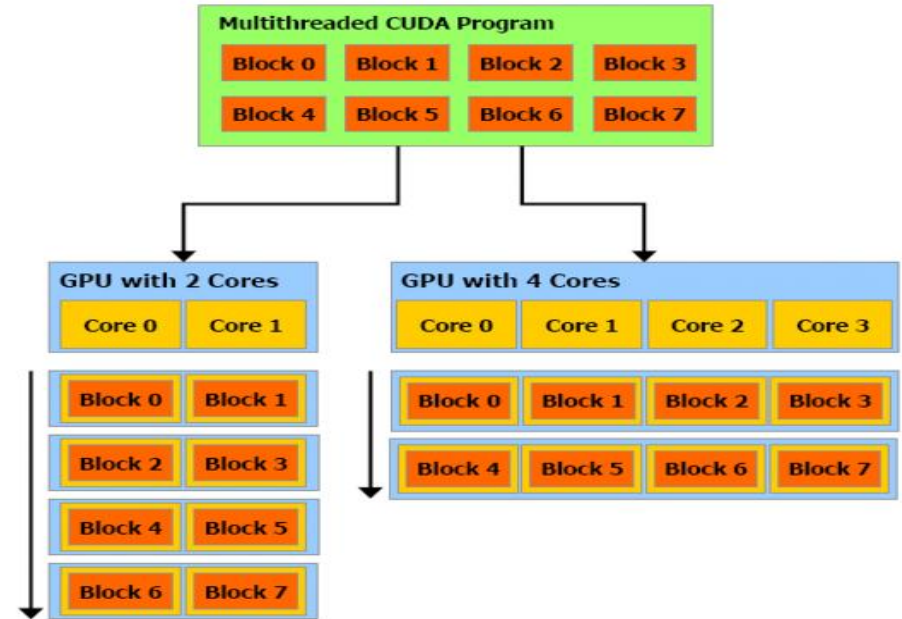 Multithreaded CUDA Program
Block 0 Block 1 Block 2 Block 3
Block 4 Block 5 Block 6 Block 7
GPU with 2 Cores
Core 0 Core 1
Block 0 Block 1
Block 2 Block 3
Block 4 Block 5
Block 6 Block 7
GPU with 4 Cores
Core 0 Core 1 Core 2 Core 3
Block 0 Block 1 Block 2 Block 3
Block 4 Block 5 Block 6 Block 7